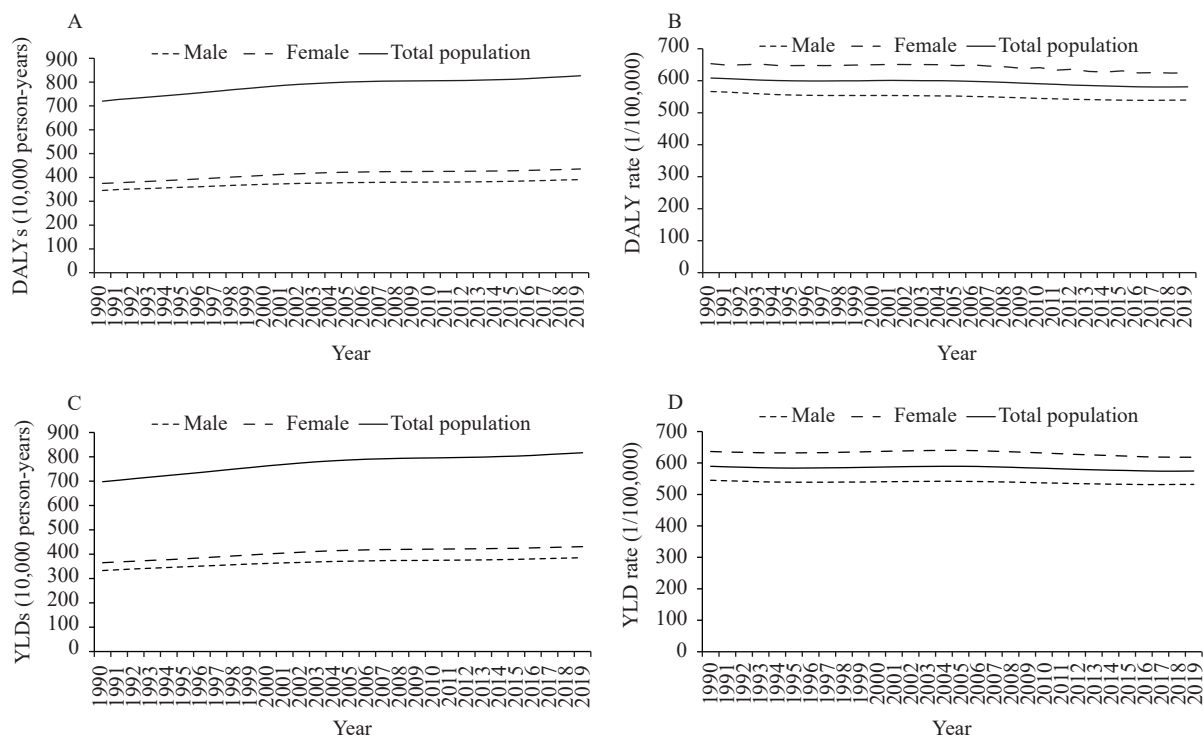 A
Male Female Total population
DALYs (10,000 person-years)
900
800
700
600
500
400
300
200
100
0
1990 1991 1992 1993 1994 1995 1996 1997 1998 1999 2000 2001 2002 2003 2004 2005 2006 2007 2008 2009 2010 2011 2012 2013 2014 2015 2016 2017 2018 2019
Year
B
Male Female Total population
DALY rate (1/100,000)
700
600
500
400
300
200
100
0
1990 1991 1992 1993 1994 1995 1996 1997 1998 1999 2000 2001 2002 2003 2004 2005 2006 2007 2008 2009 2010 2011 2012 2013 2014 2015 2016 2017 2018 2019
Year
C
Male Female Total population
YLDs (10,000 person-years)
900
800
700
600
500
400
300
200
100
0
1990 1991 1992 1993 1994 1995 1996 1997 1998 1999 2000 2001 2002 2003 2004 2005 2006 2007 2008 2009 2010 2011 2012 2013 2014 2015 2016 2017 2018 2019
Year
D
Male Female Total population
YLD rate (1/100,000)
700
600
500
400
300
200
100
0
1990 1991 1992 1993 1994 1995 1996 1997 1998 1999 2000 2001 2002 2003 2004 2005 2006 2007 2008 2009 2010 2011 2012 2013 2014 2015 2016 2017 2018 2019
Year